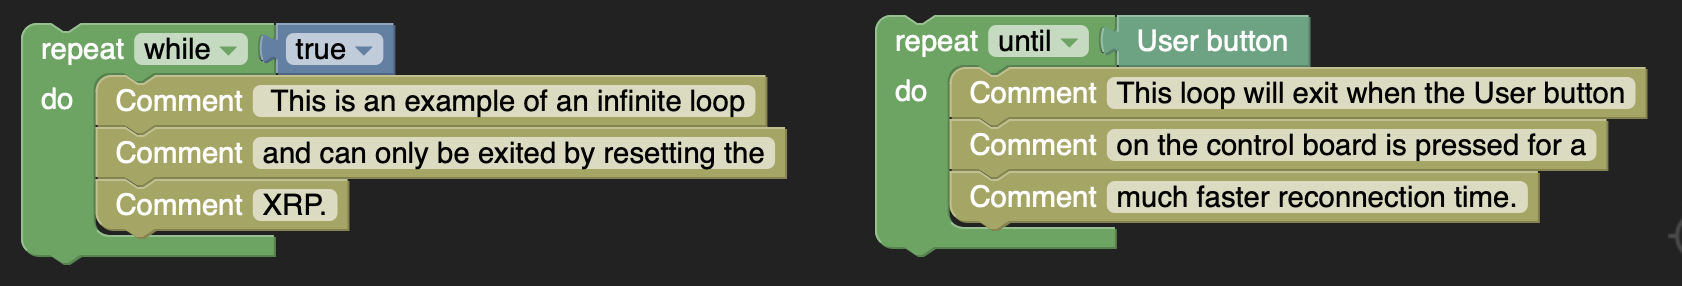 repeat while true
do
Comment This is an example of an infinite loop
Comment and can only be exited by resetting the
Comment XRP.
repeat until User button
do
Comment This loop will exit when the User button
Comment on the control board is pressed for a
Comment much faster reconnection time.